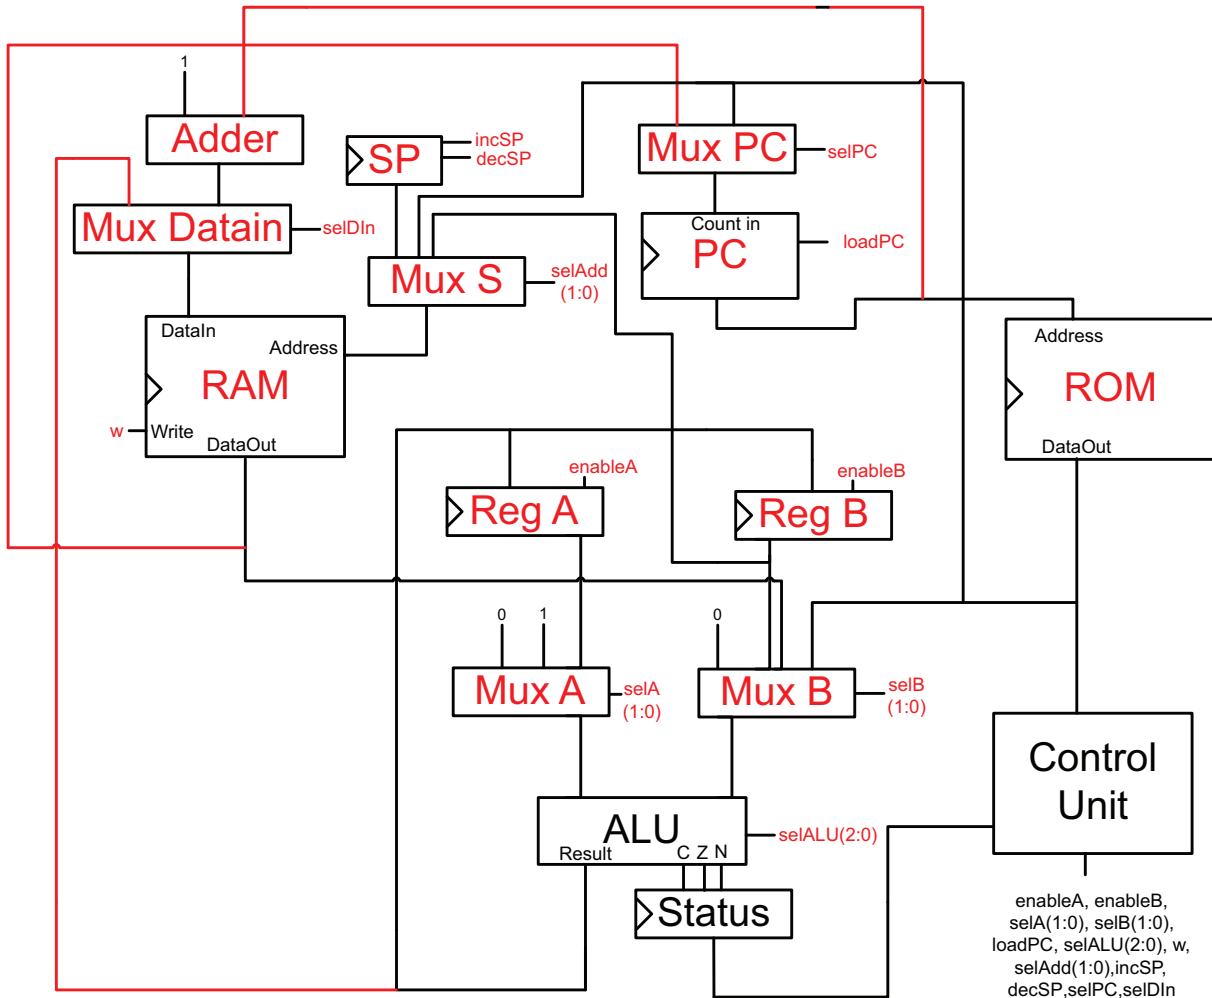 1
Adder
SP
incSP
decSP
Mux PC
selPC
Mux Datain
selDIn
Count in
PC
loadPC
Mux S
selAdd
(1:0)
DataIn
Address
RAM
w
Write
DataOut
Address
ROM
DataOut
enableA
Reg A
enableB
Reg B
0
1
0
Mux A
selA
(1:0)
Mux B
selB
(1:0)
Control
Unit
ALU
selALU(2:0)
Result
C Z N
Status
enableA, enableB,
selA(1:0), selB(1:0),
loadPC, selALU(2:0), w,
selAdd(1:0),incSP,
decSP,selPC,selDIn